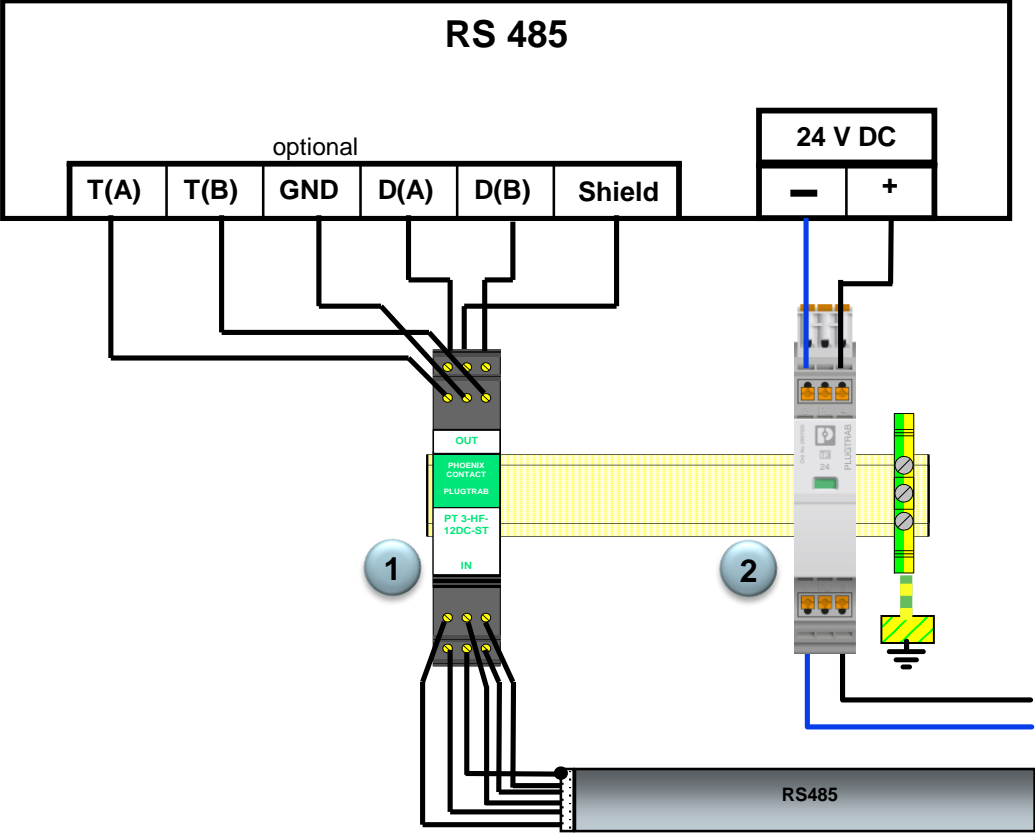 RS 485
optional
24 V DC
T(A) T(B) GND D(A) D(B) Shield
– +
OUT
PHOENIX
CONTACT
PLUGTRAB
PT 3-HF-
12DC-ST
IN
24
PLUGTRAB
1
2
RS485